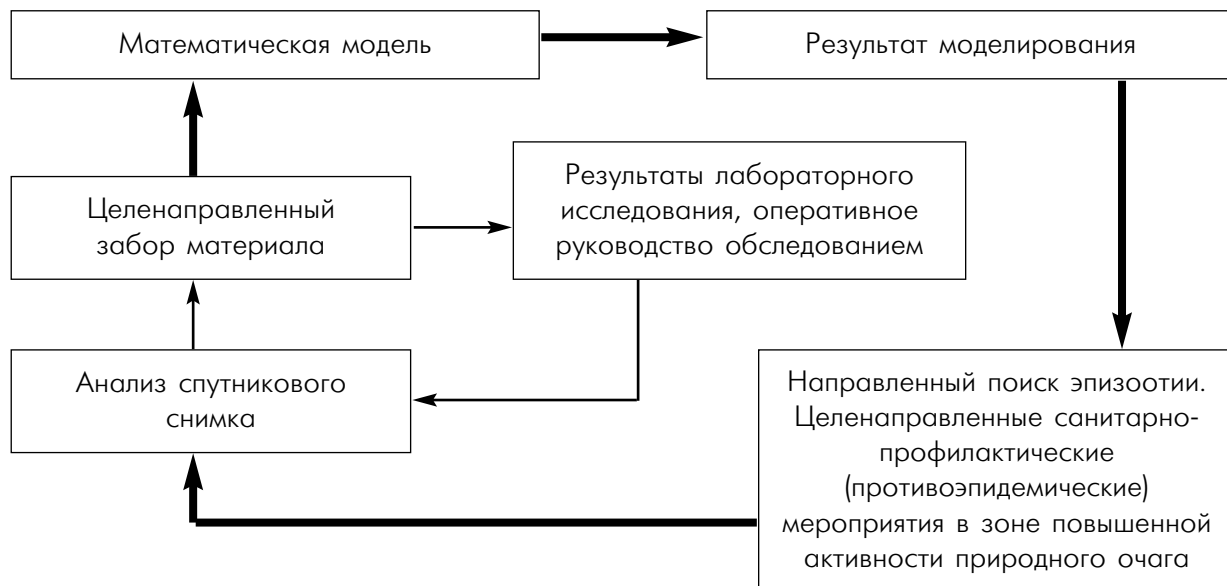 Математическая модель
Результат моделирования
Целенаправленный
забор материала
Результаты лабораторного
исследования, оперативное
руководство обследованием
Анализ спутникового
снимка
Направленный поиск эпизоотии.
Целенаправленные санитарно-
профилактические
(противоэпидемические)
мероприятия в зоне повышенной
активности природного очага